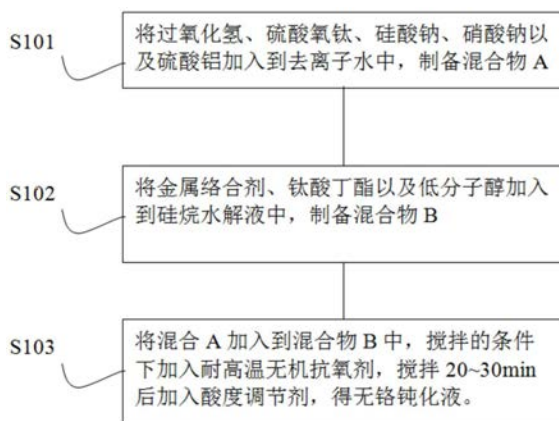 S101
将过氧化氢、硫酸氧钛、硅酸钠、硝酸钠以
及硫酸铝加入到去离子水中，制备混合物 A
S102
将金属络合剂、钛酸丁酯以及低分子醇加入
到硅烷水解液中，制备混合物 B
S103
将混合 A 加入到混合物 B 中，搅拌的条件
下加入耐高温无机抗氧剂，搅拌 20~30min
后加入酸度调节剂，得无铬钝化液。